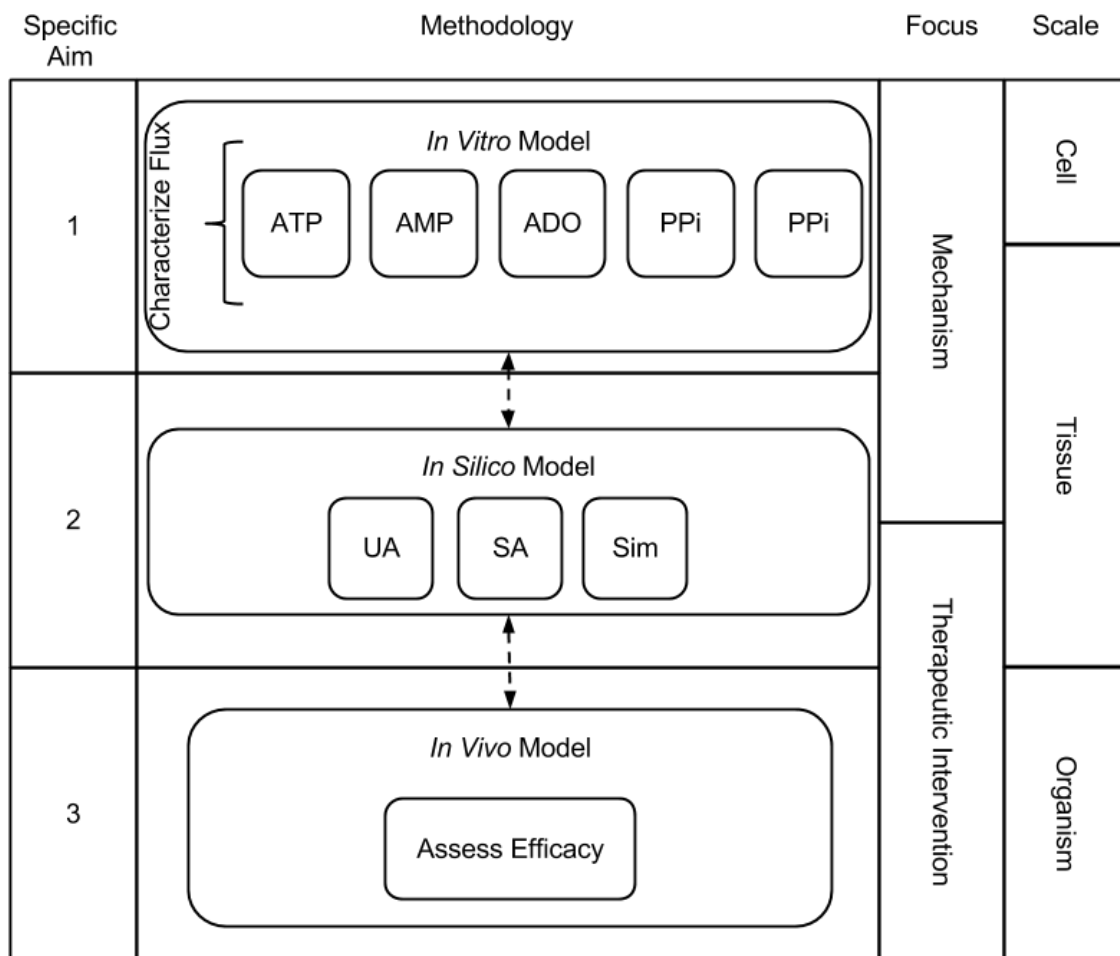 Specific
Aim
Methodology
Focus
Scale
1
Characterize Flux
In Vitro Model
ATP
AMP
ADO
PPi
PPi
Mechanism
Cell
2
In Silico Model
UA
SA
Sim
Tissue
3
In Vivo Model
Assess Efficacy
Therapeutic Intervention
Organism